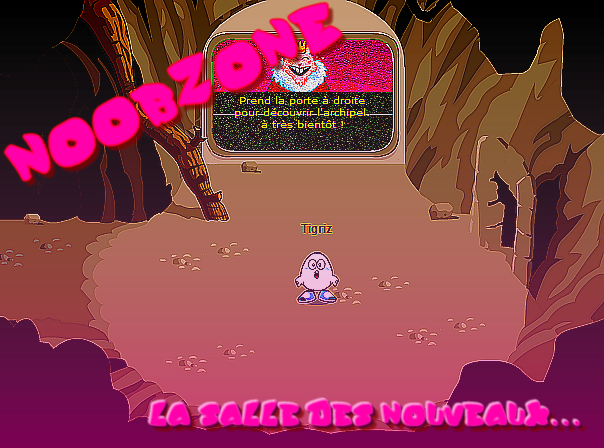 NOOBZONE
Prend la porte à droite
pour découvrir l'archipel.
à très bientôt !
Tigriz
LA SALLE DES NOUVEAUX...